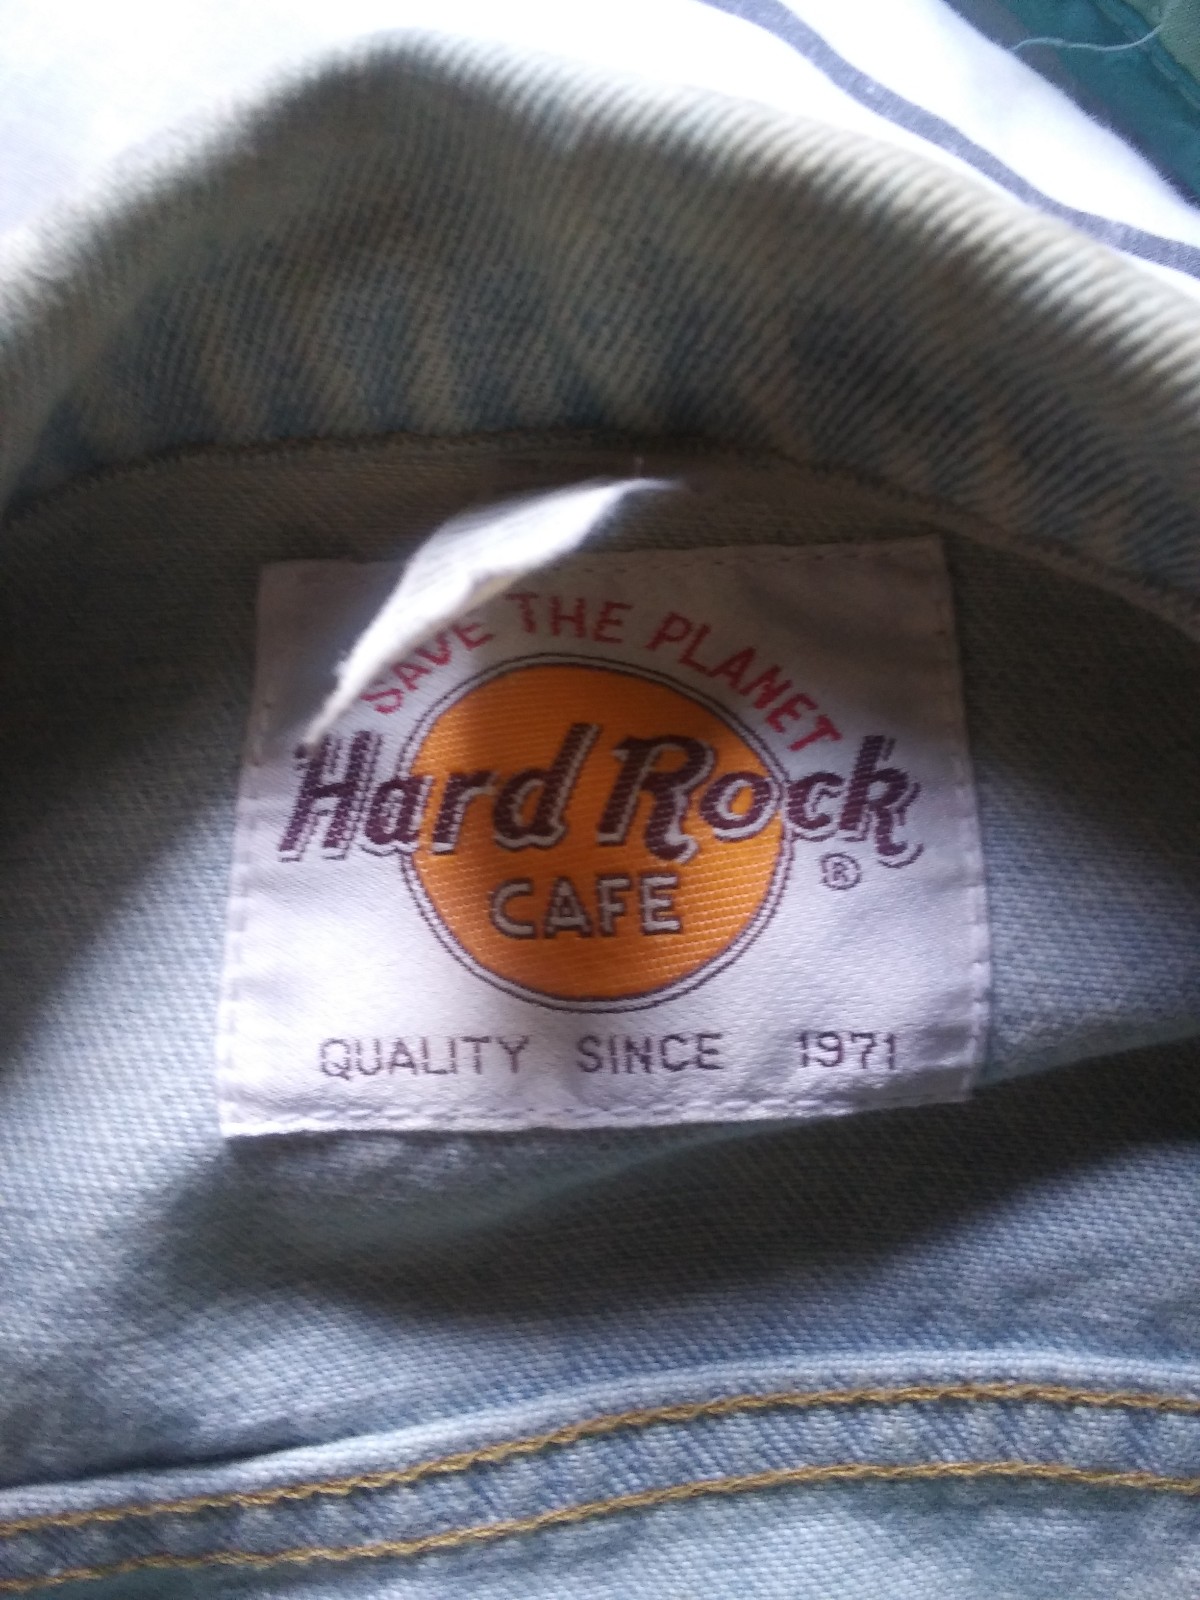 SAVE THE PLANET
Hard Rock
®
CAFE
QUALITY SINCE 1971